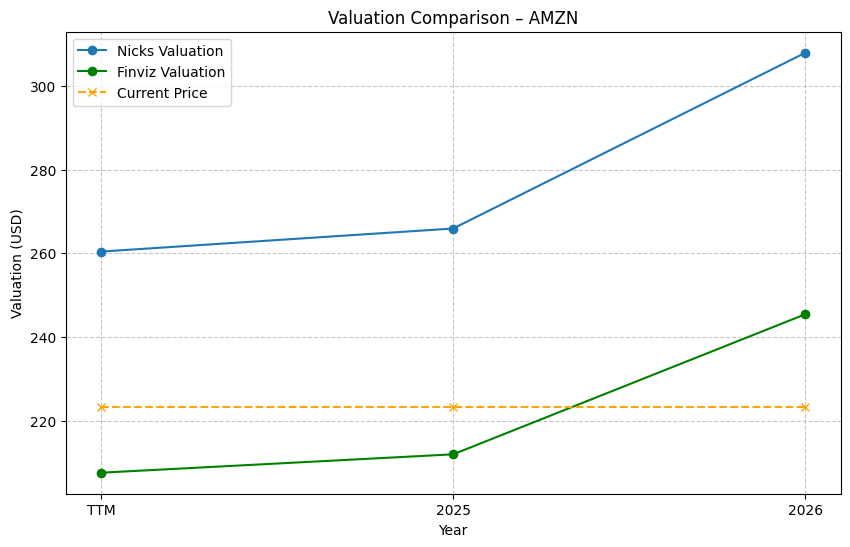 Valuation Comparison – AMZN
Nicks Valuation
Finviz Valuation
Current Price
Valuation (USD)
300
280
260
240
220
TTM
2025
2026
Year